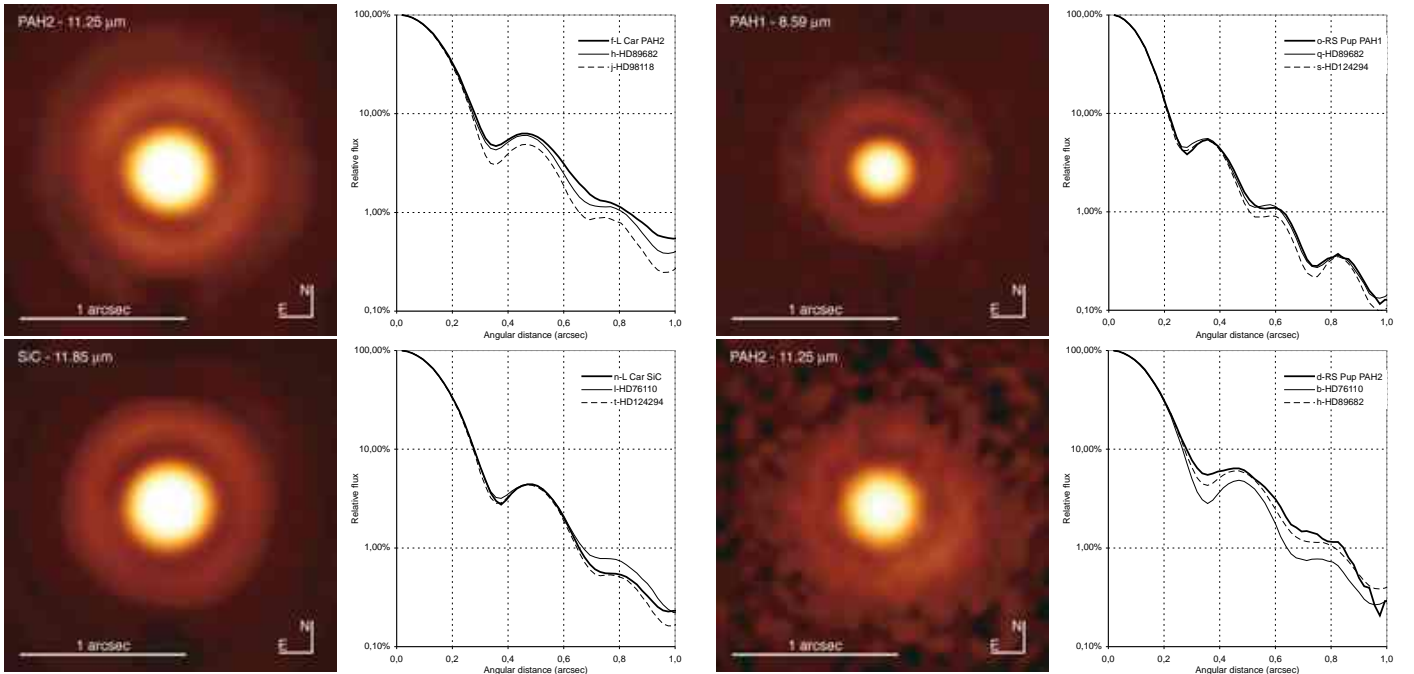 PAH2 - 11.25 μm
1 arcsec
N
E
100,00%
10,00%
1,00%
0,10%
Relative flux
f-L Car PAH2
h-HD89682
j-HD98118
0,0 0,2 0,4 0,6 0,8 1,0
Angular distance (arcsec)
PAH1 - 8.59 μm
1 arcsec
N
E
100,00%
10,00%
1,00%
0,10%
Relative flux
o-RS Pup PAH1
q-HD89682
s-HD124294
0,0 0,2 0,4 0,6 0,8 1,0
Angular distance (arcsec)
SiC - 11.85 μm
1 arcsec
N
E
100,00%
10,00%
1,00%
0,10%
Relative flux
n-L Car SiC
l-HD76110
t-HD124294
0,0 0,2 0,4 0,6 0,8 1,0
Angular distance (arcsec)
PAH2 - 11.25 μm
1 arcsec
N
E
100,00%
10,00%
1,00%
0,10%
Relative flux
d-RS Pup PAH2
b-HD76110
h-HD89682
0,0 0,2 0,4 0,6 0,8 1,0
Angular distance (arcsec)